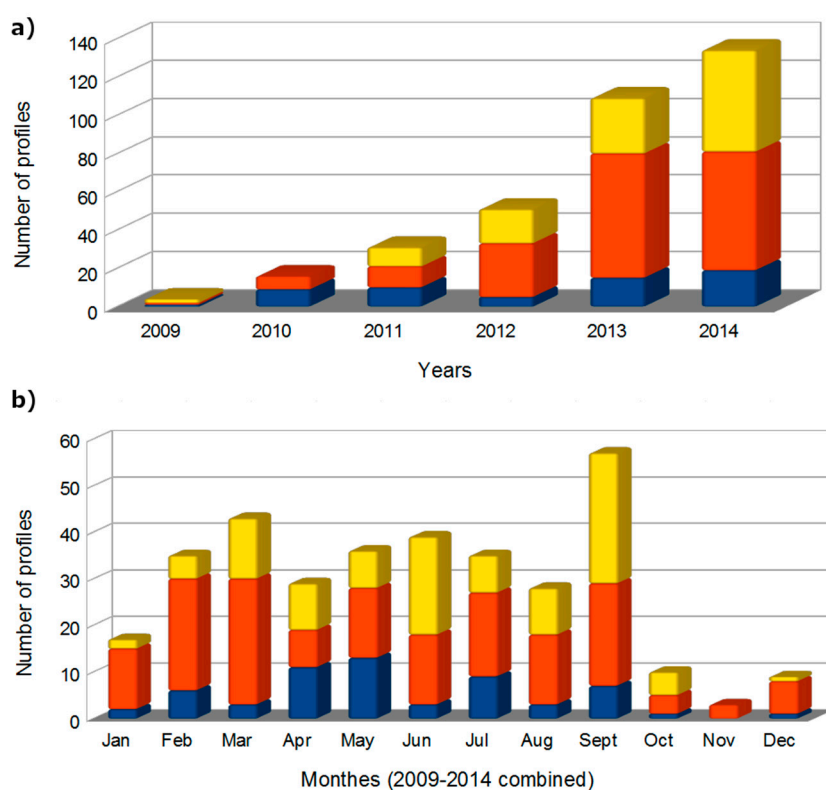 a)
140
120
100
80
60
40
20
0
Number of profiles
2009 2010 2011 2012 2013 2014
Years
b)
60
50
40
30
20
10
0
Number of profiles
Jan Feb Mar Apr May Jun Jul Aug Sept Oct Nov Dec
Monthes (2009-2014 combined)